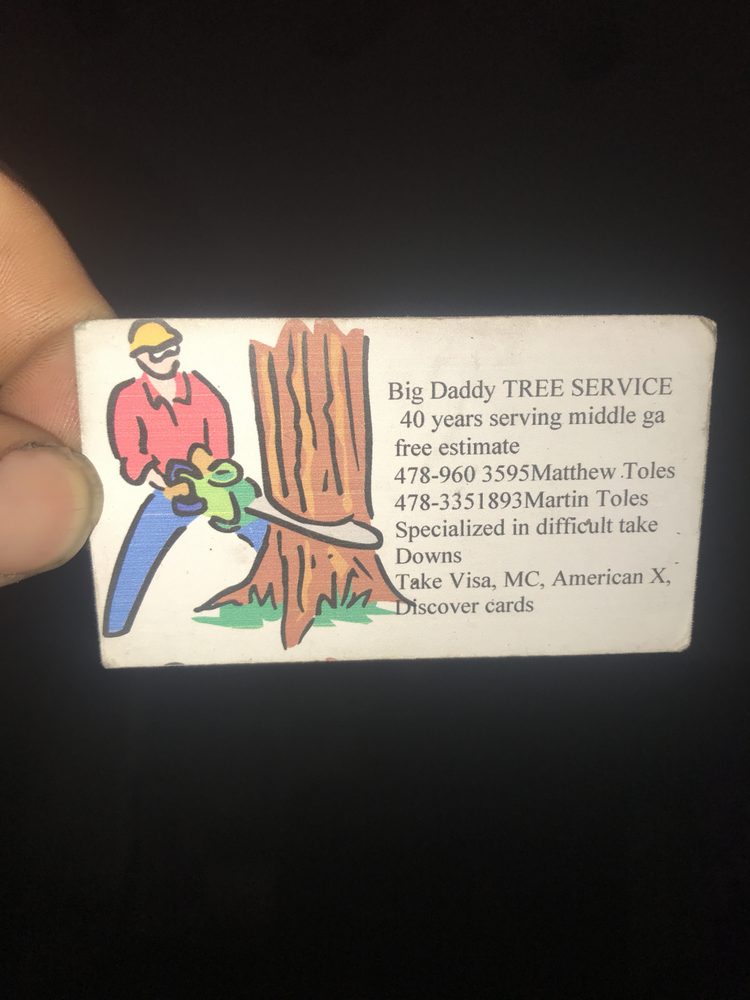 Big Daddy TREE SERVICE
40 years serving middle ga
free estimate
478-960 3595Matthew Toles
478-3351893Martin Toles
Specialized in difficult take
Downs
Take Visa, MC, American X,
Discover cards